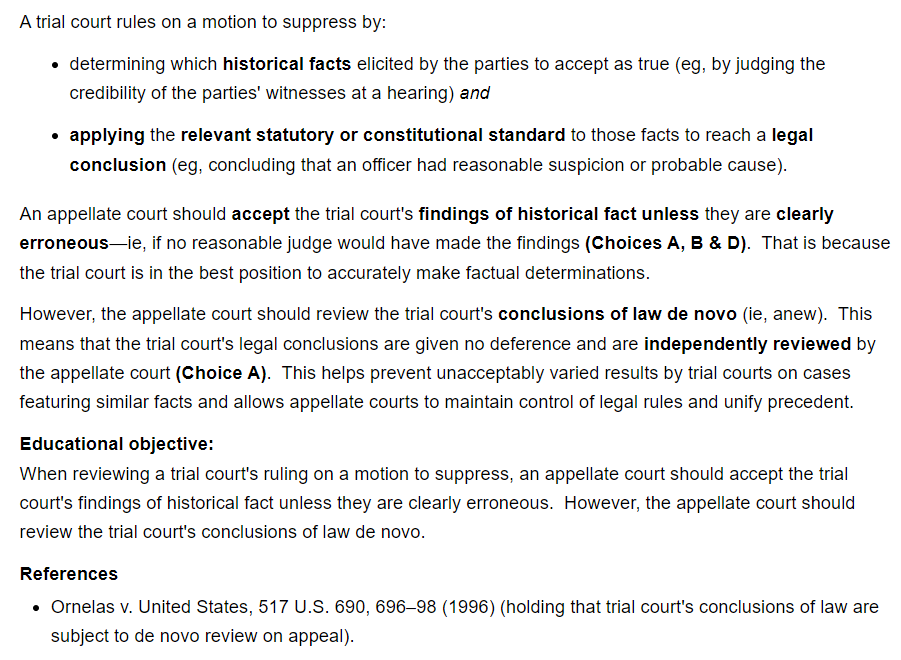 A trial court rules on a motion to suppress by:
• determining which historical facts elicited by the parties to accept as true (eg, by judging the
credibility of the parties' witnesses at a hearing) and
• applying the relevant statutory or constitutional standard to those facts to reach a legal
conclusion (eg, concluding that an officer had reasonable suspicion or probable cause).
An appellate court should accept the trial court's findings of historical fact unless they are clearly
erroneous—ie, if no reasonable judge would have made the findings (Choices A, B & D).  That is because
the trial court is in the best position to accurately make factual determinations.
However, the appellate court should review the trial court's conclusions of law de novo (ie, anew).  This
means that the trial court's legal conclusions are given no deference and are independently reviewed by
the appellate court (Choice A).  This helps prevent unacceptably varied results by trial courts on cases
featuring similar facts and allows appellate courts to maintain control of legal rules and unify precedent.
Educational objective:
When reviewing a trial court's ruling on a motion to suppress, an appellate court should accept the trial
court's findings of historical fact unless they are clearly erroneous.  However, the appellate court should
review the trial court's conclusions of law de novo.
References
• Ornelas v. United States, 517 U.S. 690, 696–98 (1996) (holding that trial court's conclusions of law are
subject to de novo review on appeal).